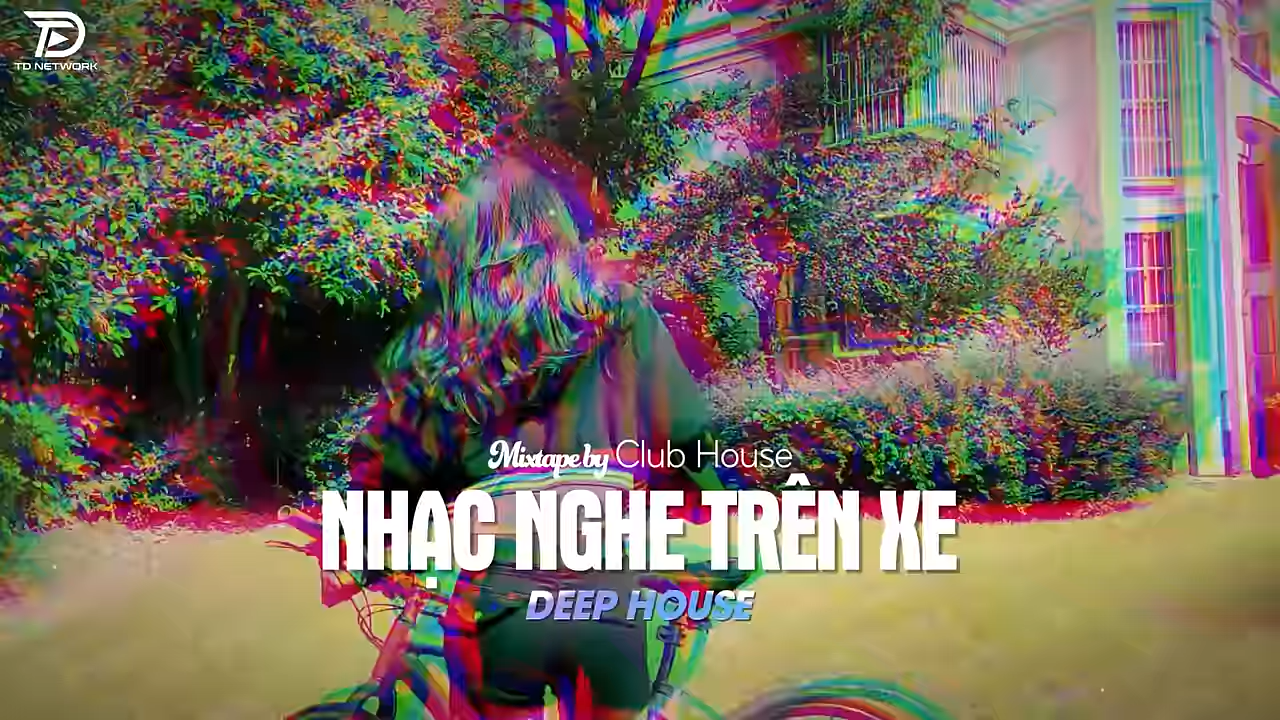 TD NETWORK
Mixtape by Club House
NHẠC NGHE TRÊN XE
DEEP HOUSE